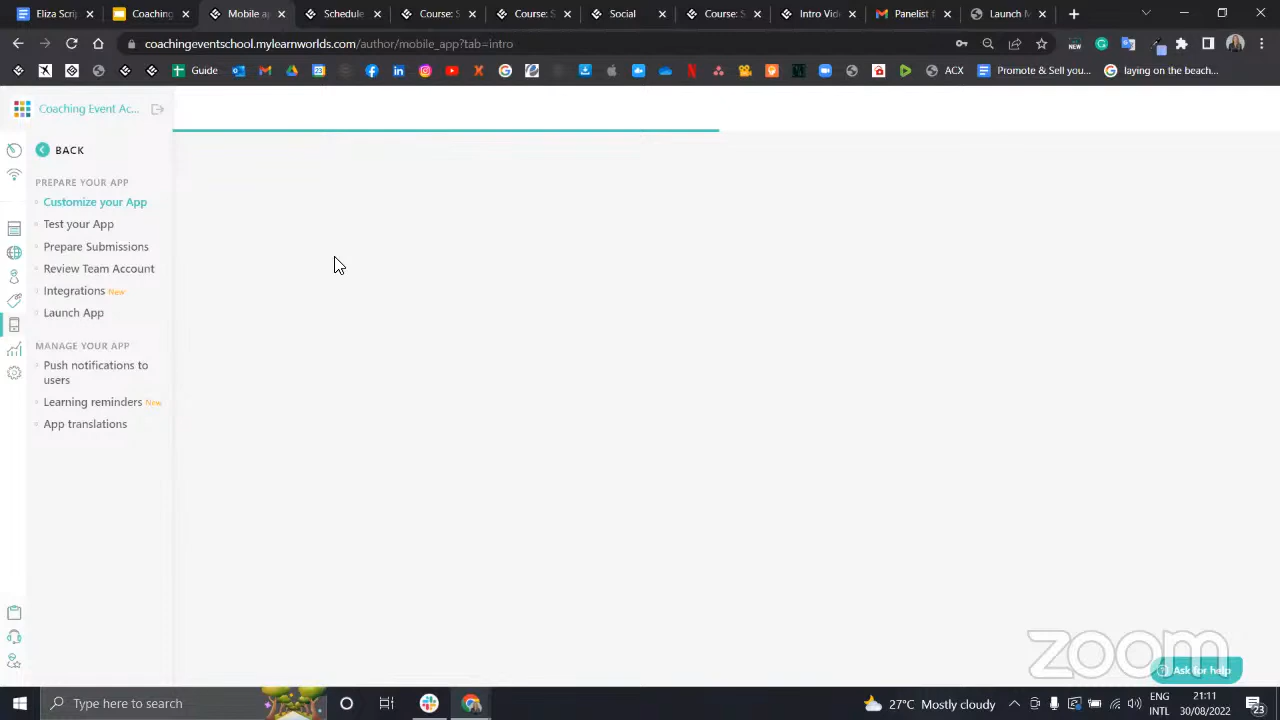 Eliza Scri
Coaching
Mobile a
Schedule
Course:
Course:
Social
Course: S
Intro Vid
Panelist f
Launch M
coachingeventschool.mylearnworlds.com/author/mobile_app?tab=intro
Guide
ACX
Promote & Sell you...
laying on the beach...
Coaching Event Ac...
BACK
PREPARE YOUR APP
Customize your App
Test your App
Prepare Submissions
Review Team Account
Integrations New
Launch App
MANAGE YOUR APP
Push notifications to
users
Learning reminders New
App translations
zoom
Ask for help
Type here to search
27°C Mostly cloudy
ENG
INTL
21:11
30/08/2022
23